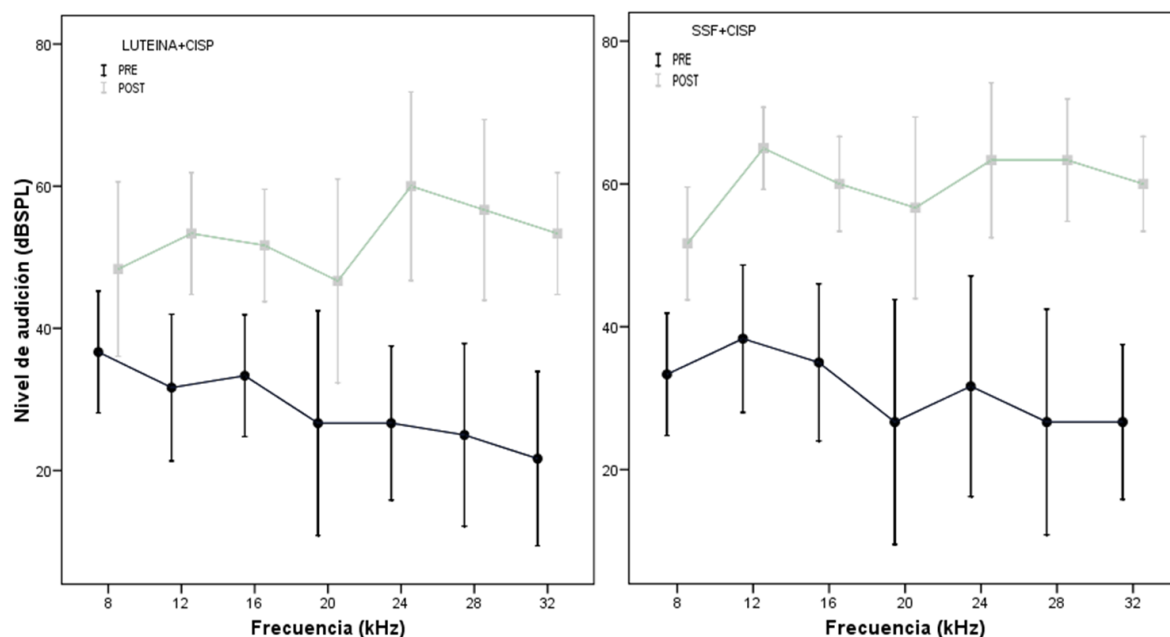 LUTEINA+CISP
PRE
POST
80
60
40
20
Nivel de audición (dBSPL)
8 12 16 20 24 28 32
Frecuencia (kHz)
SSF+CISP
PRE
POST
80
60
40
20
8 12 16 20 24 28 32
Frecuencia (kHz)